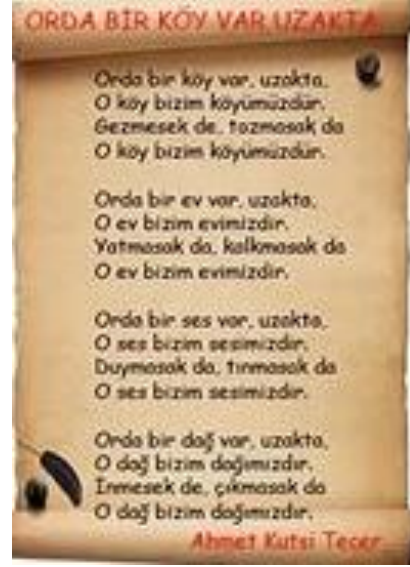 ORDA BİR KÖY VAR UZAKTA
Orda bir köy var, uzakta,
O köy bizim köyümüzdür.
Gezmesek de, tozmasak da
O köy bizim köyümüzdür.
Orda bir ev var, uzakta,
O ev bizim evimizdir.
Yatmasak da, kalkmasak da
O ev bizim evimizdir.
Orda bir ses var, uzakta,
O ses bizim sesimizdir.
Duymasak da, tınmasak da
O ses bizim sesimizdir.
Orda bir dağ var, uzakta,
O dağ bizim dağımızdır.
İnmesek de, çıkmasak da
O dağ bizim dağımızdır.
Ahmet Kutsi Tecer